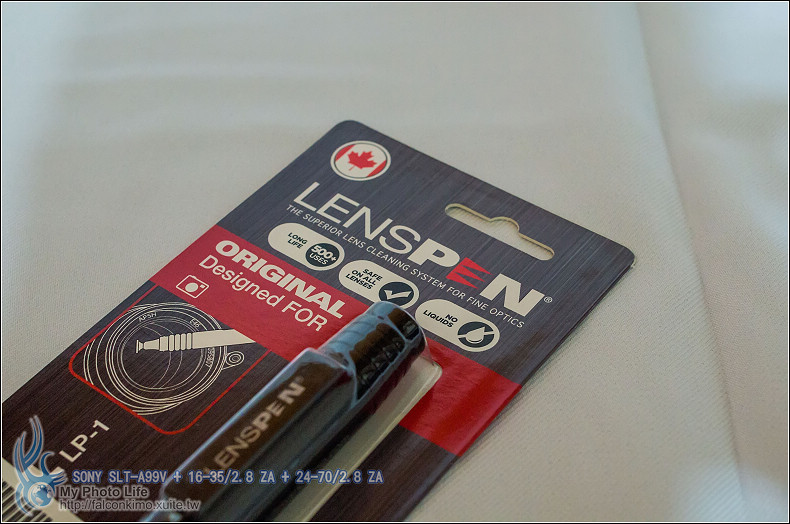 LENSPEN®
THE SUPERIOR LENS CLEANING SYSTEM FOR FINE OPTICS
LONG LIFE
500+ USES
SAFE ON ALL LENSES
NO LIQUIDS
ORIGINAL
Designed FOR
LP-1
LENSPEN®
SONY SLT-A99V + 16-35/2.8 ZA + 24-70/2.8 ZA
My Photo Life
http://falconkimo.xuite.tw